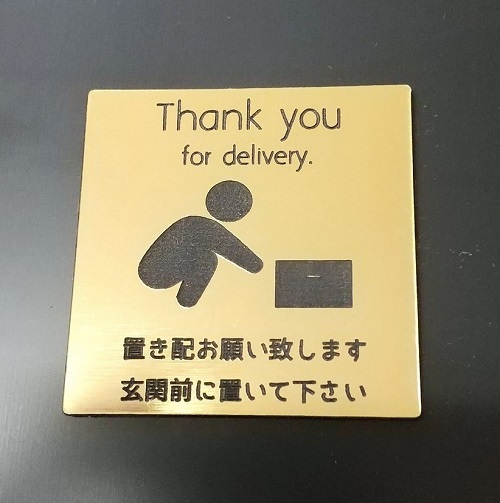 Thank you
for delivery.
置き配お願い致します
玄関前に置いて下さい